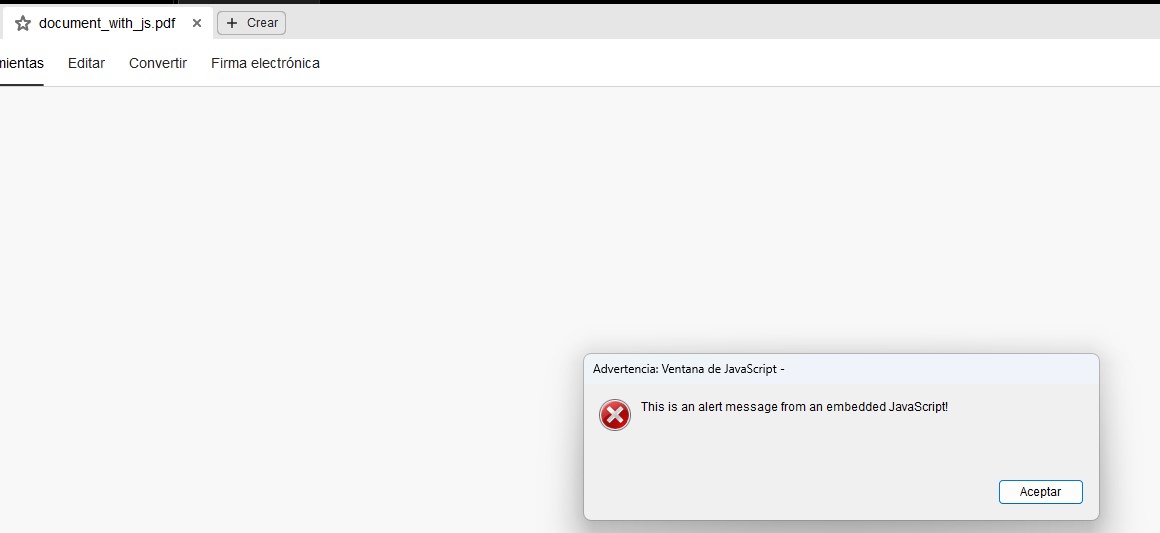 document_with_js.pdf
Crear
mientas Editar Convertir Firma electrónica
Advertencia: Ventana de JavaScript -
This is an alert message from an embedded JavaScript!
Aceptar